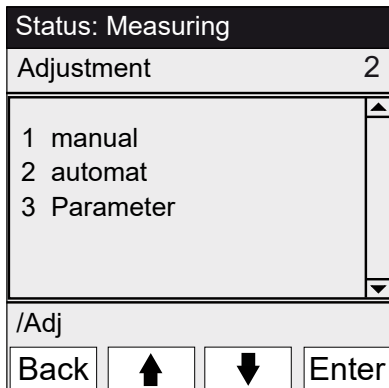 Status: Measuring
Adjustment 2
1 manual
2 automat
3 Parameter
/Adj
Back Enter